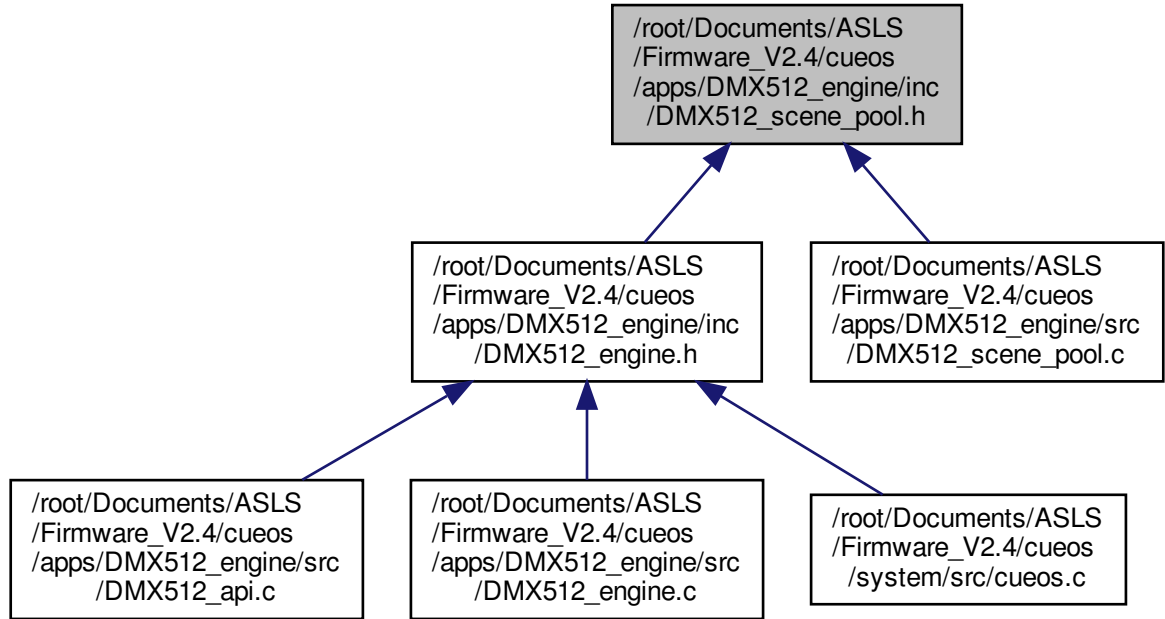 /root/Documents/ASLS
/Firmware_V2.4/cueos
/apps/DMX512_engine/inc
/DMX512_scene_pool.h
/root/Documents/ASLS
/Firmware_V2.4/cueos
/apps/DMX512_engine/inc
/DMX512_engine.h
/root/Documents/ASLS
/Firmware_V2.4/cueos
/apps/DMX512_engine/src
/DMX512_scene_pool.c
/root/Documents/ASLS
/Firmware_V2.4/cueos
/apps/DMX512_engine/src
/DMX512_api.c
/root/Documents/ASLS
/Firmware_V2.4/cueos
/apps/DMX512_engine/src
/DMX512_engine.c
/root/Documents/ASLS
/Firmware_V2.4/cueos
/system/src/cueos.c